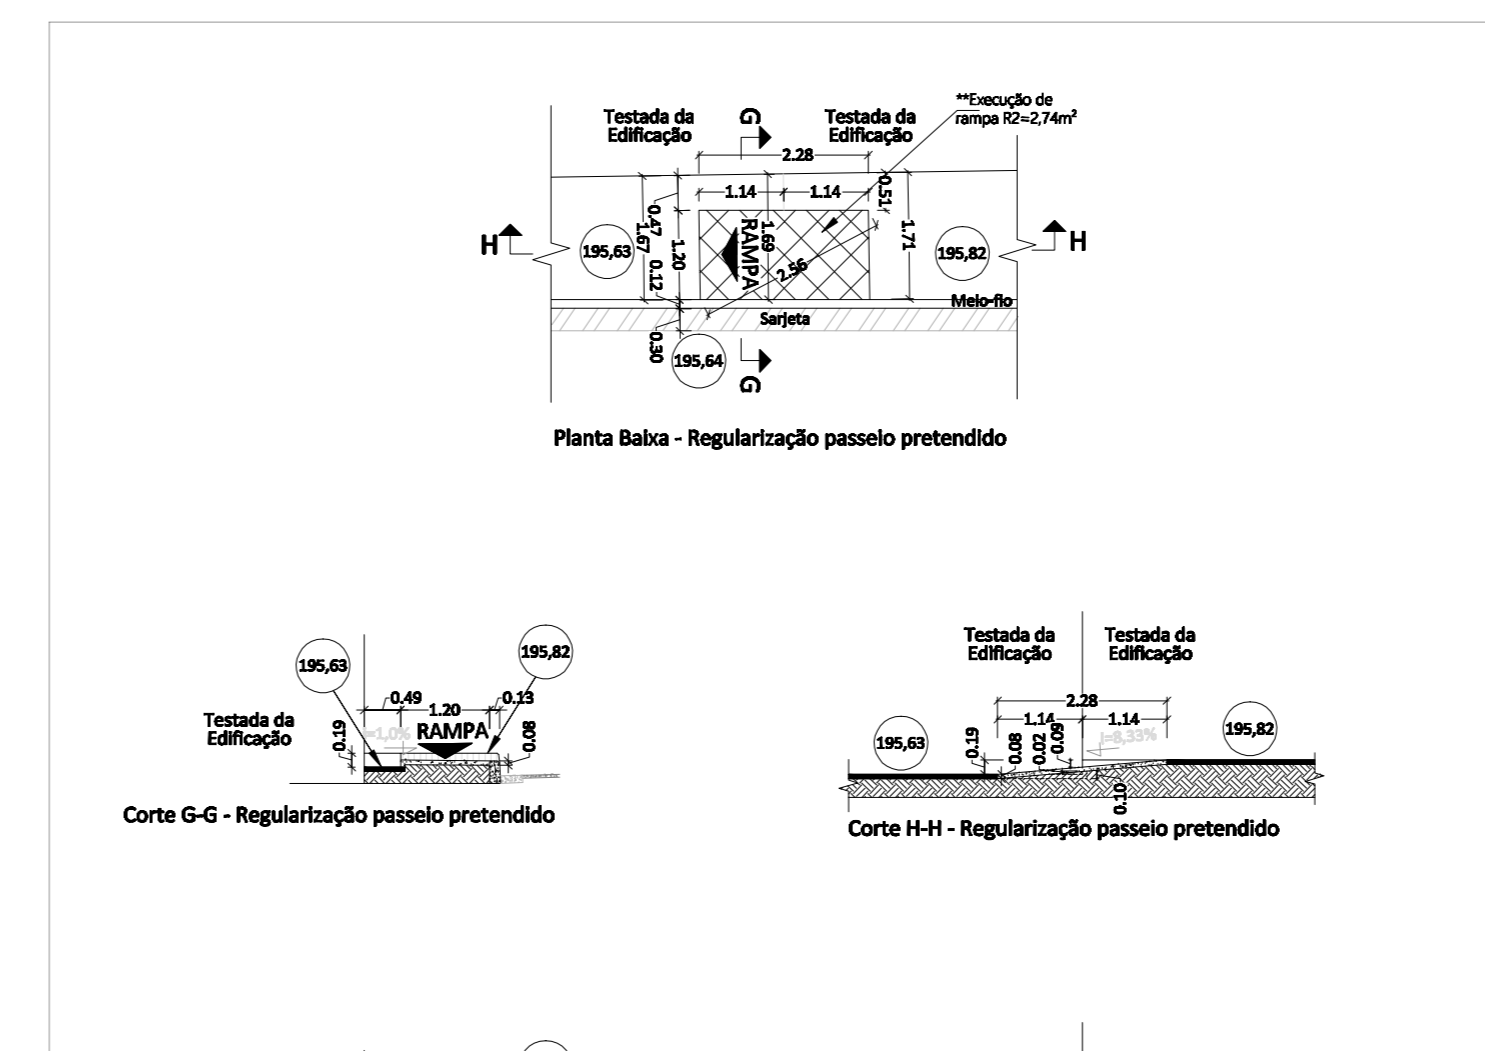 **Execução de
rampa R2=2,74m²
Testada da
Edificação
G
Testada da
Edificação
2.28
1.14
1.14
0.51
0.47
1.67
1.20
0.12
1.69
RAMPA
2.56
1.71
H
195,63
195,82
H
Meio-fio
Sarjeta
0.30
195,64
G
Planta Baixa - Regularização passeio pretendido
195,63
195,82
0.49
1.20
0.13
Testada da
Edificação
0.19
i=1,0%
RAMPA
0.08
Corte G-G - Regularização passeio pretendido
Testada da
Edificação
Testada da
Edificação
2.28
1.14
1.14
195,63
0.19
0.08
0.02
0.09
i=8,33%
195,82
0.10
Corte H-H - Regularização passeio pretendido